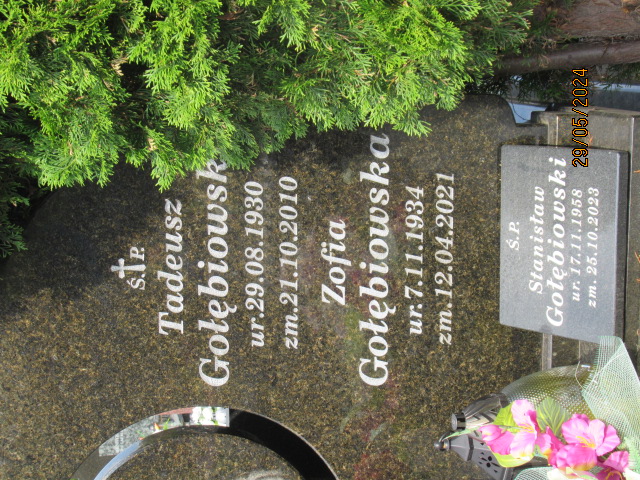 Ś.P.
Tadeusz
Gołębiowsk
ur.29.08.1930
zm.21.10.2010
Zofia
Gołębiowska
ur.7.11.1934
zm.12.04.2021
Ś.P.
Stanisław
Gołębiowski
ur. 17.11.1958
zm. 25.10.2023
29/05/2024